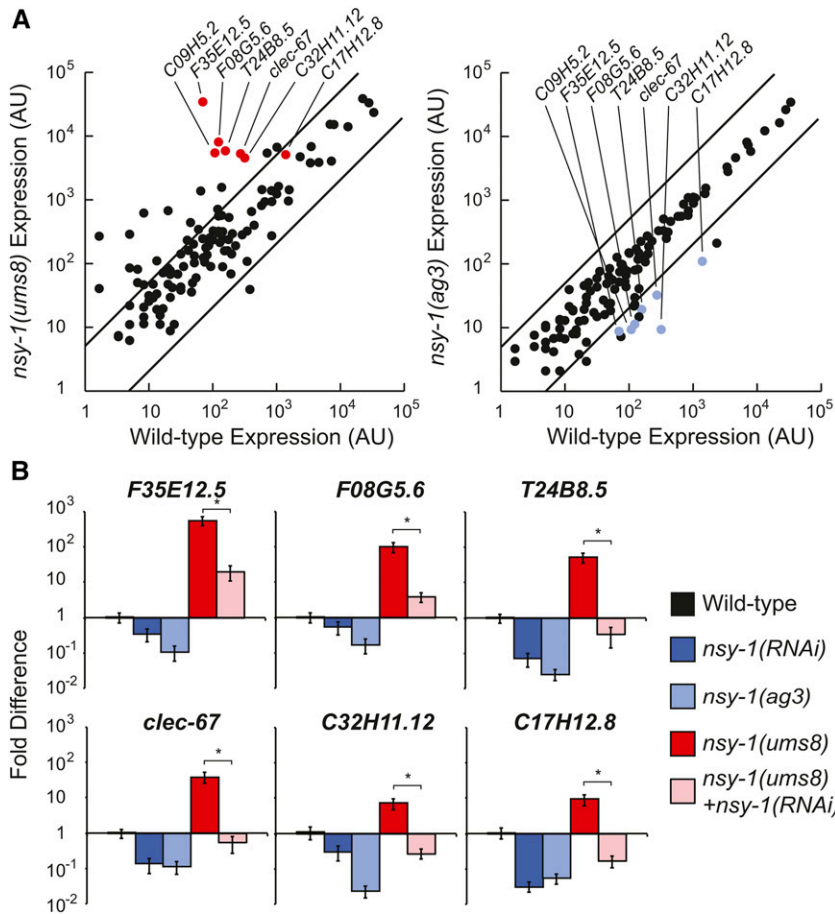 A
C09H5.2
F35E12.5
F08G5.6
T24B8.5
clec-67
C32H11.12
C17H12.8
10^5
10^4
10^3
10^2
10
1
nsy-1(ums8) Expression (AU)
1
10
10^2
10^3
10^4
10^5
Wild-type Expression (AU)
C09H5.2
F35E12.5
F08G5.6
T24B8.5
clec-67
C32H11.12
C17H12.8
10^5
10^4
10^3
10^2
10
1
nsy-1(ag3) Expression (AU)
1
10
10^2
10^3
10^4
10^5
Wild-type Expression (AU)
B
Fold Difference
F35E12.5
10^3
10^2
10
1
10^-1
10^-2
*
F08G5.6
*
T24B8.5
*
clec-67
10^3
10^2
10
1
10^-1
10^-2
*
C32H11.12
*
C17H12.8
*
Wild-type
nsy-1(RNAi)
nsy-1(ag3)
nsy-1(ums8)
nsy-1(ums8)
+nsy-1(RNAi)